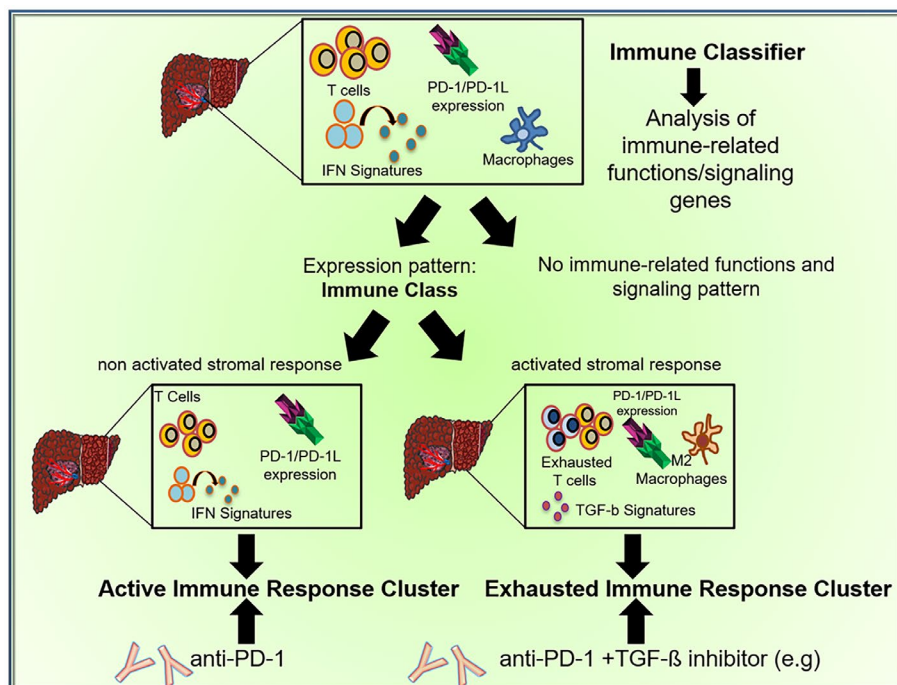 T cells
PD-1/PD-1L
expression
IFN Signatures
Macrophages
Immune Classifier
Analysis of
immune-related
functions/signaling
genes
Expression pattern:
Immune Class
No immune-related functions and
signaling pattern
non activated stromal response
T Cells
PD-1/PD-1L
expression
IFN Signatures
activated stromal response
PD-1/PD-1L
expression
Exhausted
T cells
M2
Macrophages
TGF-b Signatures
Active Immune Response Cluster
Exhausted Immune Response Cluster
anti-PD-1
anti-PD-1 +TGF-ß inhibitor (e.g)